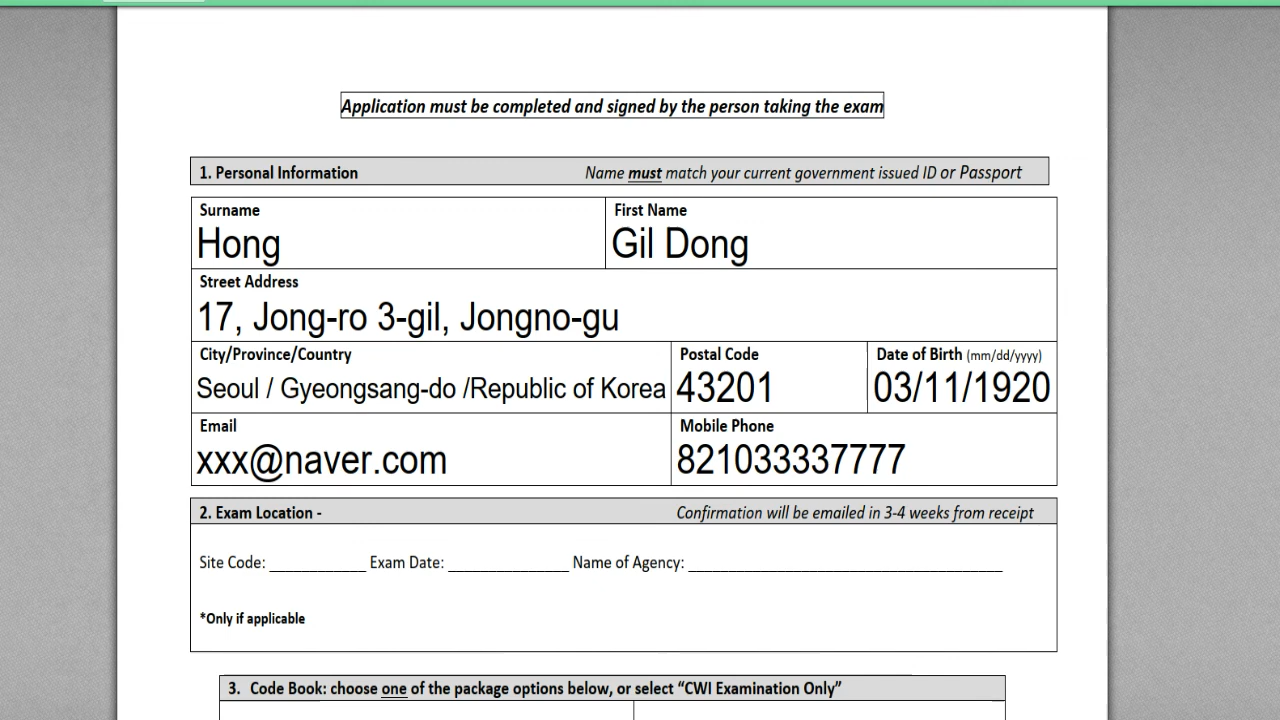 Application must be completed and signed by the person taking the exam
1. Personal Information Name must match your current government issued ID or Passport
Surname First Name
Hong Gil Dong
Street Address
17, Jong-ro 3-gil, Jongno-gu
City/Province/Country Postal Code Date of Birth (mm/dd/yyyy)
Seoul / Gyeongsang-do /Republic of Korea 43201 03/11/1920
Email Mobile Phone
xxx@naver.com 821033337777
2. Exam Location - Confirmation will be emailed in 3-4 weeks from receipt
Site Code: ____________ Exam Date: _______________ Name of Agency: _______________________________________
*Only if applicable
3. Code Book: choose one of the package options below, or select “CWI Examination Only”